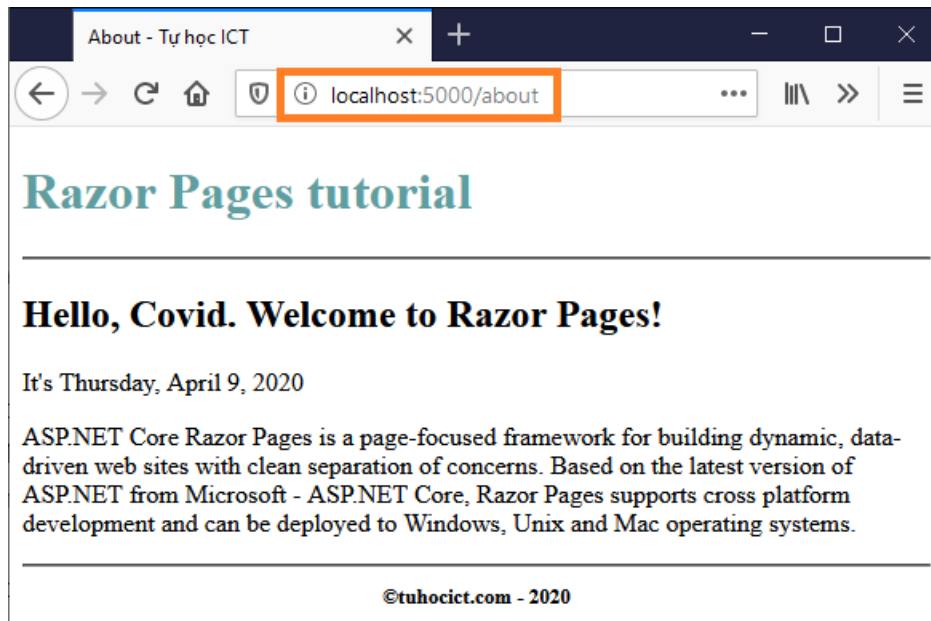 About - Tự học ICT
localhost:5000/about
Razor Pages tutorial
Hello, Covid. Welcome to Razor Pages!
It's Thursday, April 9, 2020
ASP.NET Core Razor Pages is a page-focused framework for building dynamic, data-
driven web sites with clean separation of concerns. Based on the latest version of
ASP.NET from Microsoft - ASP.NET Core, Razor Pages supports cross platform
development and can be deployed to Windows, Unix and Mac operating systems.
©tuhocict.com - 2020